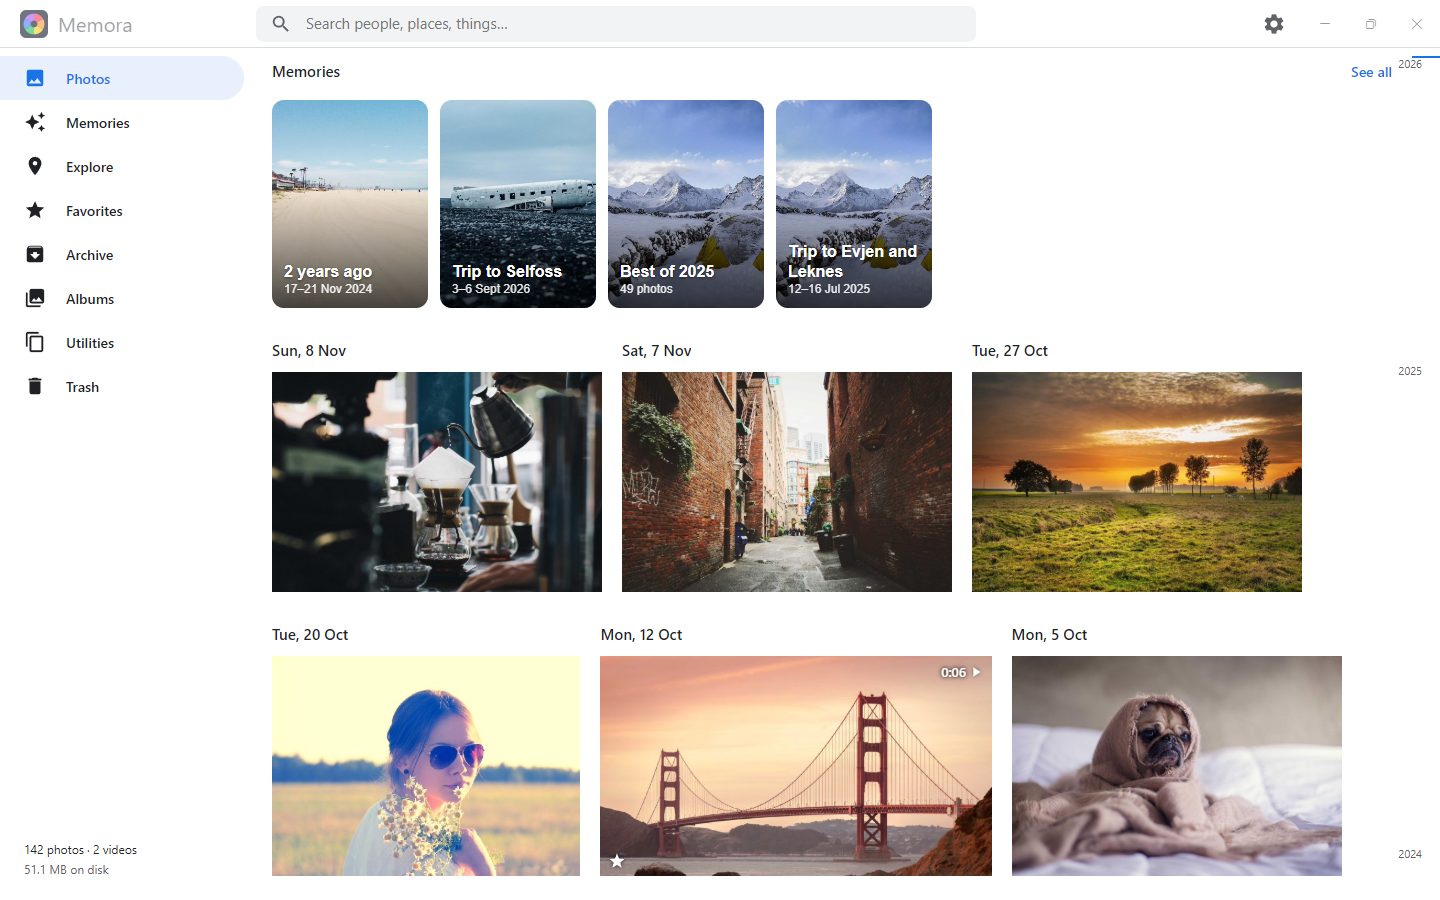 Memora
Search people, places, things...
Photos
Memories
Explore
Favorites
Archive
Albums
Utilities
Trash
142 photos · 2 videos
51.1 MB on disk
Memories
See all
2026
2 years ago
17–21 Nov 2024
Trip to Selfoss
3–6 Sept 2026
Best of 2025
49 photos
Trip to Evjen and
Leknes
12–16 Jul 2025
Sun, 8 Nov
Sat, 7 Nov
Tue, 27 Oct
2025
Tue, 20 Oct
Mon, 12 Oct
Mon, 5 Oct
0:06
2024